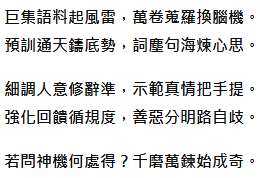 巨集語料起風雷，萬卷蒐羅換腦機。
預訓通天鑄底勢，詞塵句海煉心思。
細調人意修辭準，示範真情把手提。
強化回饋循規度，善惡分明路自歧。
若問神機何處得？千磨萬鍊始成奇。